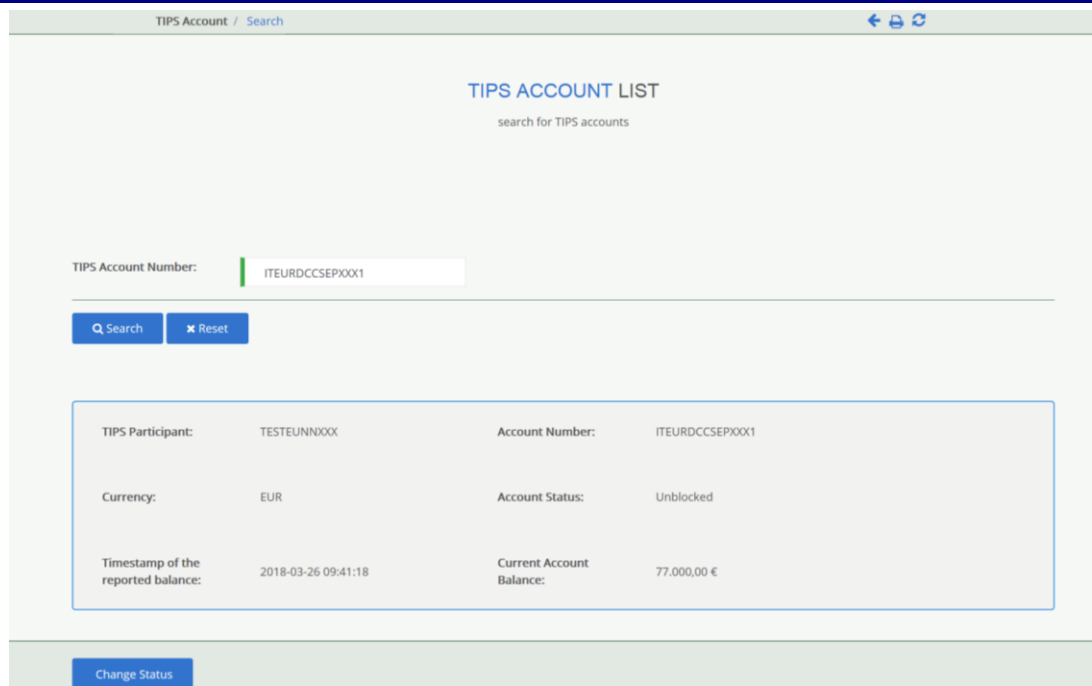 TIPS Account / Search
TIPS ACCOUNT LIST
search for TIPS accounts
TIPS Account Number: ITEURDCCSEPXXX1
Search Reset
TIPS Participant: TESTEUNNXXX Account Number: ITEURDCCSEPXXX1
Currency: EUR Account Status: Unblocked
Timestamp of the reported balance: 2018-03-26 09:41:18 Current Account Balance: 77.000,00 €
Change Status